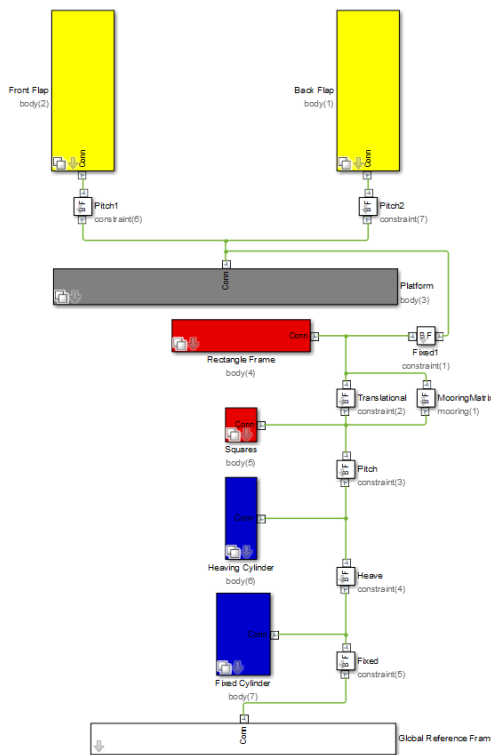 Front Flap
body(2)
Conn
Back Flap
body(1)
Conn
B F
Pitch1
constraint(6)
B F
Pitch2
constraint(7)
Conn
Platform
body(3)
Conn
Rectangle Frame
body(4)
B F
Fixed1
constraint(1)
B F
Translational
constraint(2)
B F
MooringMatrix
mooring(1)
Conn
Squares
body(5)
B F
Pitch
constraint(3)
Conn
Heaving Cylinder
body(6)
B F
Heave
constraint(4)
Conn
Fixed Cylinder
body(7)
B F
Fixed
constraint(5)
Conn
Global Reference Fram